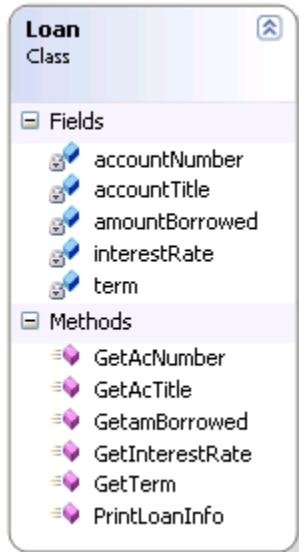 Loan
Class
Fields
accountNumber
accountTitle
amountBorrowed
interestRate
term
Methods
GetAcNumber
GetAcTitle
GetamBorrowed
GetInterestRate
GetTerm
PrintLoanInfo